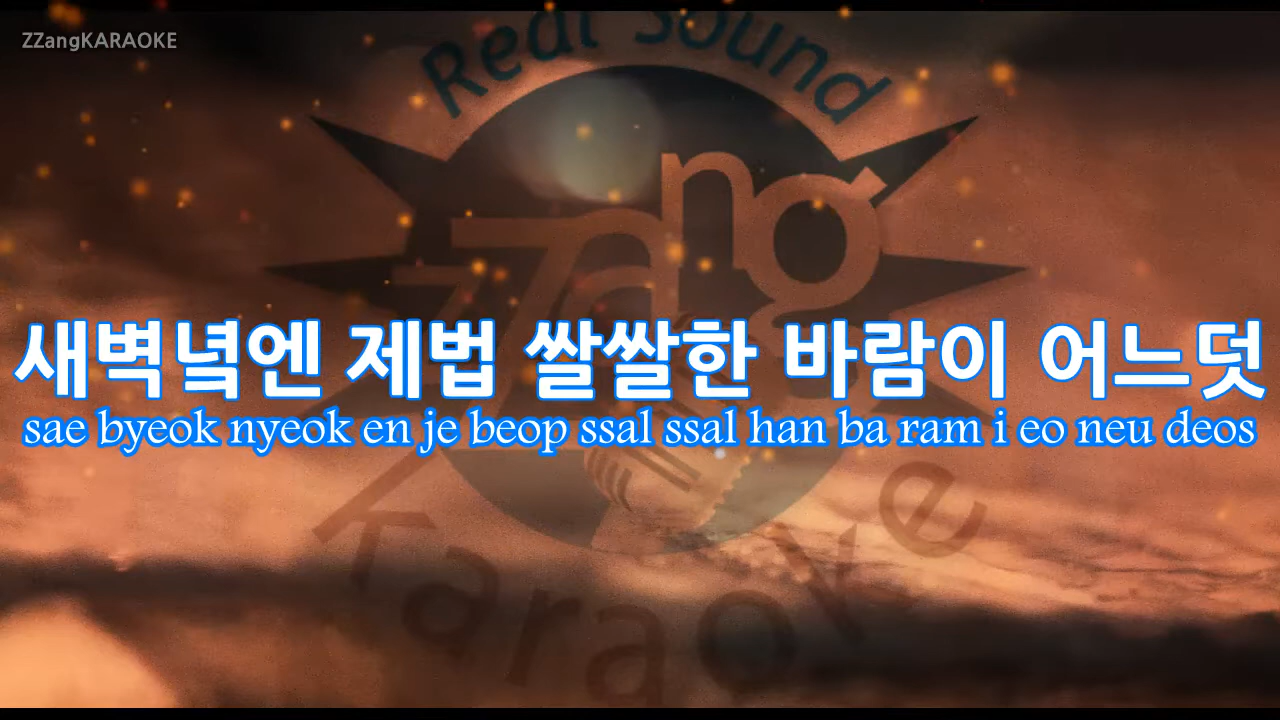 ZZangKARAOKE
Real Sound
ZZang
새벽녘엔 제법 쌀쌀한 바람이 어느덧
sae byeok nyeok en je beop ssal ssal han ba ram i eo neu deos
Karaoke